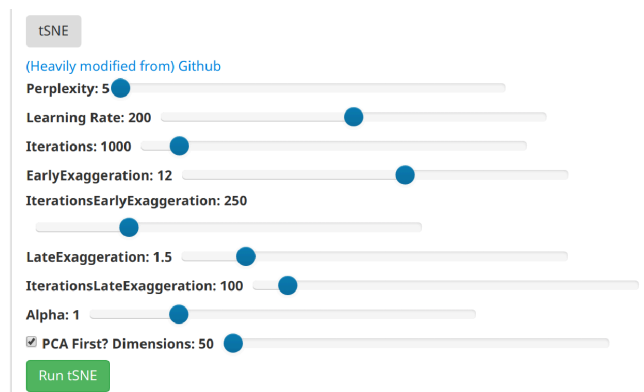 tSNE
(Heavily modified from) Github
Perplexity: 5
Learning Rate: 200
Iterations: 1000
EarlyExaggeration: 12
IterationsEarlyExaggeration: 250
LateExaggeration: 1.5
IterationsLateExaggeration: 100
Alpha: 1
PCA First? Dimensions: 50
Run tSNE